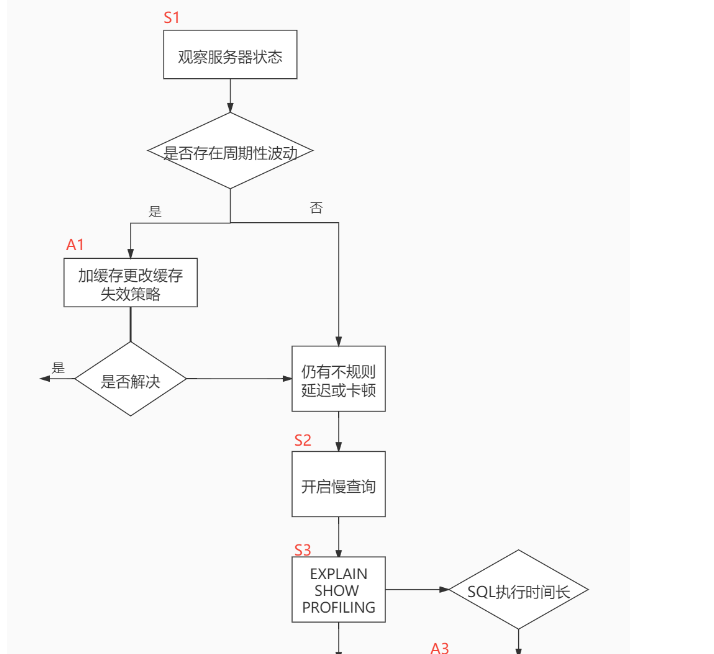 S1
观察服务器状态
是否存在周期性波动
是
否
A1
加缓存更改缓存
失效策略
是
是否解决
仍有不规则
延迟或卡顿
S2
开启慢查询
S3
EXPLAIN
SHOW
PROFILING
SQL执行时间长
A3